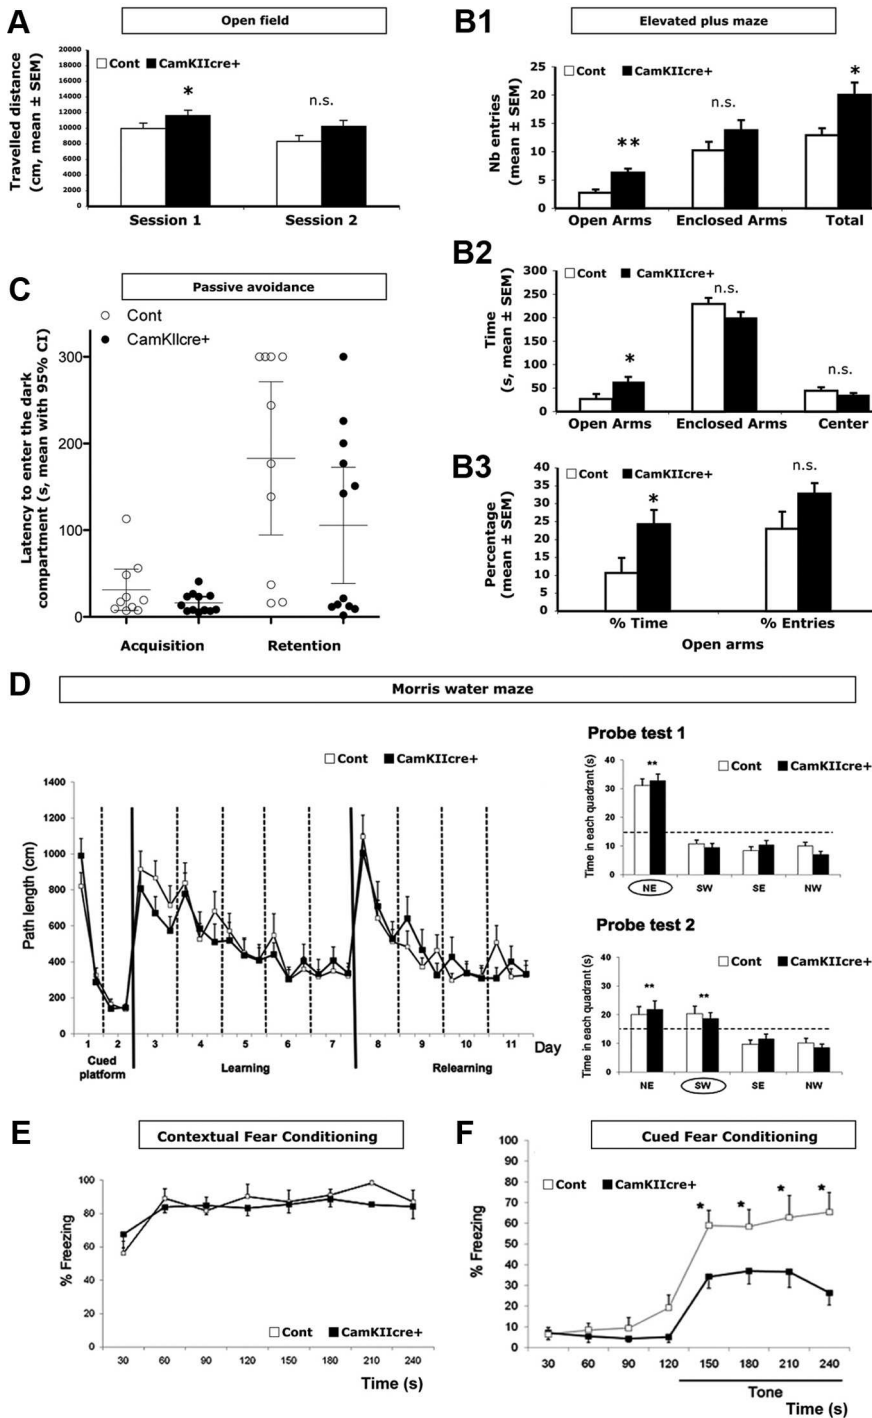 A
Open field
Travelled distance
(cm, mean ± SEM)
20000
18000
16000
14000
12000
10000
8000
6000
4000
2000
0
Cont
CamKIIcre+
*
n.s.
Session 1
Session 2
B1
Elevated plus maze
Nb entries
(mean ± SEM)
25
20
15
10
5
0
Cont
CamKIIcre+
**
n.s.
*
Open Arms
Enclosed Arms
Total
B2
Time
(s, mean ± SEM)
300
250
200
150
100
50
0
Cont
CamKIIcre+
*
n.s.
n.s.
Open Arms
Enclosed Arms
Center
C
Passive avoidance
Cont
CamKIIcre+
Latency to enter the dark
compartment (s, mean with 95% CI)
300
200
100
0
Acquisition
Retention
B3
Percentage
(mean ± SEM)
40
35
30
25
20
15
10
5
0
Cont
CamKIIcre+
*
n.s.
% Time
% Entries
Open arms
D
Morris water maze
Cont
CamKIIcre+
Path length (cm)
1400
1200
1000
800
600
400
200
0
1
2
3
4
5
6
7
8
9
10
11
Day
Cued
platform
Learning
Relearning
Probe test 1
Time in each quadrant (s)
40
30
20
10
0
**
Cont
CamKIIcre+
NE
SW
SE
NW
Probe test 2
Time in each quadrant (s)
40
30
20
10
0
**
**
Cont
CamKIIcre+
NE
SW
SE
NW
E
Contextual Fear Conditioning
% Freezing
100
80
60
40
20
0
Cont
CamKIIcre+
30
60
90
120
150
180
210
240
Time (s)
F
Cued Fear Conditioning
% Freezing
100
90
80
70
60
50
40
30
20
10
0
Cont
CamKIIcre+
*
*
*
*
30
60
90
120
150
180
210
240
Tone
Time (s)